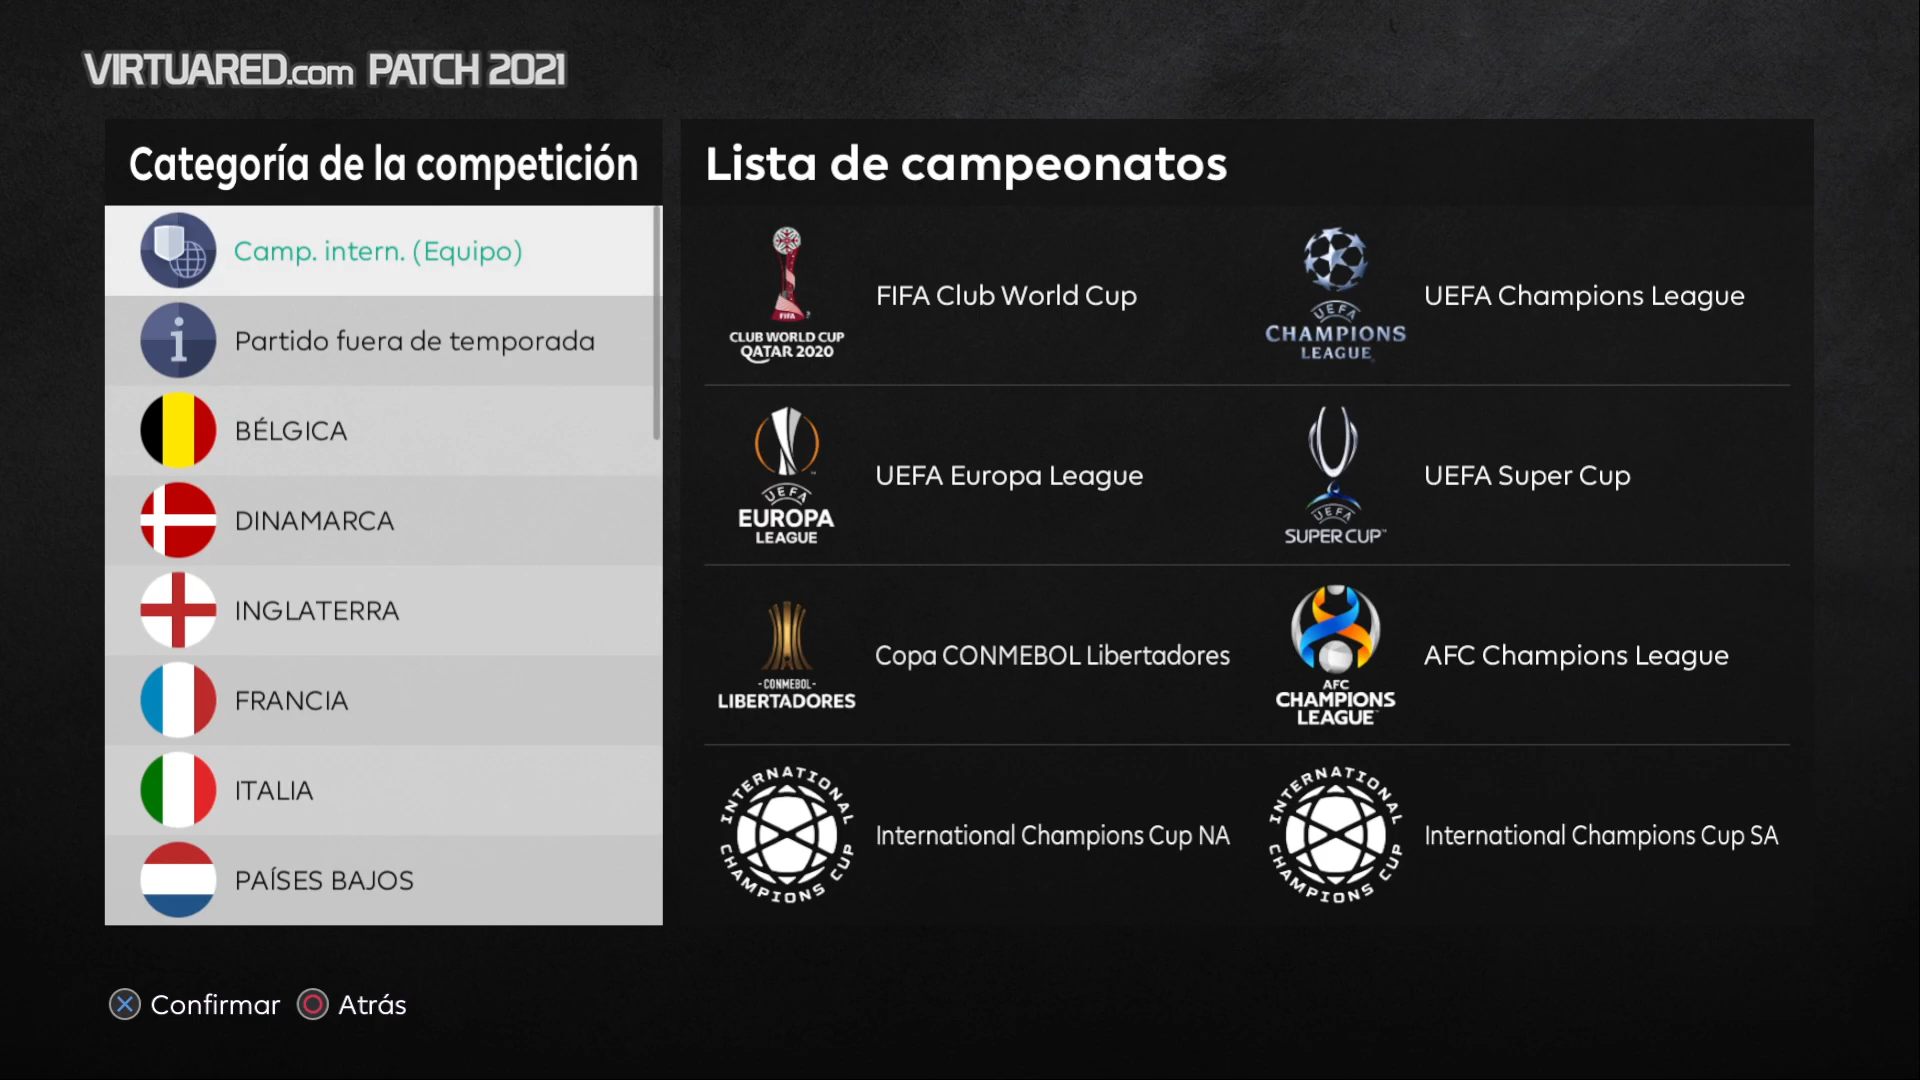 VIRTUARED.com PATCH 2021
Categoría de la competición
Camp. intern. (Equipo)
Partido fuera de temporada
BÉLGICA
DINAMARCA
INGLATERRA
FRANCIA
ITALIA
PAÍSES BAJOS
Lista de campeonatos
FIFA
CLUB WORLD CUP
QATAR 2020
FIFA Club World Cup
UEFA
CHAMPIONS
LEAGUE
UEFA Champions League
UEFA
EUROPA
LEAGUE
UEFA Europa League
UEFA
SUPER CUP™
UEFA Super Cup
-CONMEBOL-
LIBERTADORES
Copa CONMEBOL Libertadores
AFC
CHAMPIONS
LEAGUE™
AFC Champions League
INTERNATIONAL
CHAMPIONS CUP
International Champions Cup NA
INTERNATIONAL
CHAMPIONS CUP
International Champions Cup SA
Confirmar Atrás